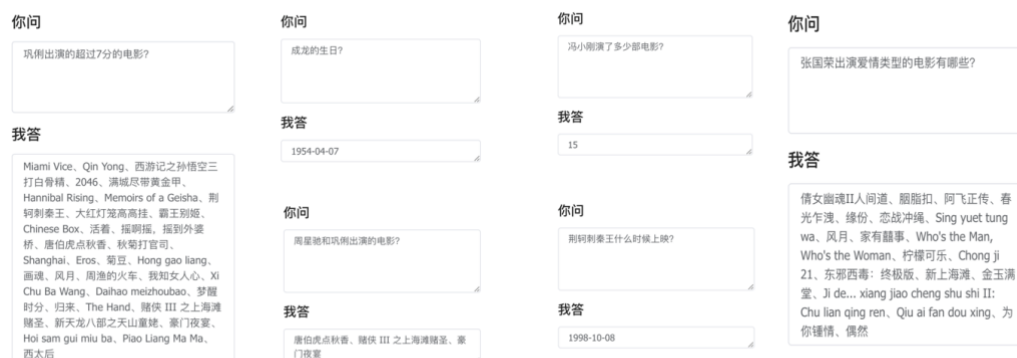 你问
巩俐出演的超过7分的电影?
我答
Miami Vice、Qin Yong、西游记之孙悟空三
打白骨精、2046、满城尽带黄金甲、
Hannibal Rising、Memoirs of a Geisha、荆
轲刺秦王、大红灯笼高高挂、霸王别姬、
Chinese Box、活着、摇啊摇，摇到外婆
桥、唐伯虎点秋香、秋菊打官司、
Shanghai、Eros、菊豆、Hong gao liang、
画魂、风月、周渔的火车、我知女人心、Xi
Chu Ba Wang、Daihao meizhoubao、梦醒
时分、归来、The Hand、赌侠 III 之上海滩
赌圣、新天龙八部之天山童姥、豪门夜宴、
Hoi sam gui miu ba、Piao Liang Ma Ma、
西太后
你问
成龙的生日?
我答
1954-04-07
你问
周星驰和巩俐出演的电影?
我答
唐伯虎点秋香、赌侠 III 之上海滩赌圣、豪
门夜宴
你问
冯小刚演了多少部电影?
我答
15
你问
荆轲刺秦王什么时候上映?
我答
1998-10-08
你问
张国荣出演爱情类型的电影有哪些?
我答
倩女幽魂II人间道、胭脂扣、阿飞正传、春
光乍洩、缘份、恋战冲绳、Sing yuet tung
wa、风月、家有囍事、Who's the Man,
Who's the Woman、柠檬可乐、Chong ji
21、东邪西毒：终极版、新上海滩、金玉满
堂、Ji de... xiang jiao cheng shu shi II:
Chu lian qing ren、Qiu ai fan dou xing、为
你锺情、偶然